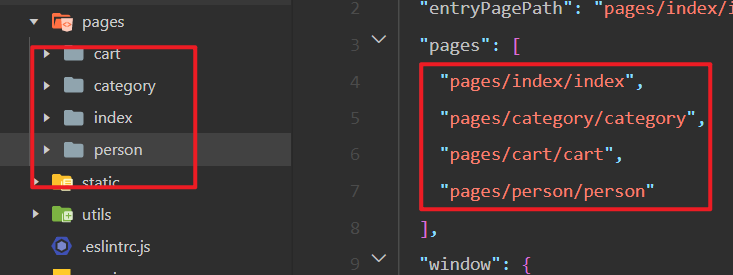 pages
cart
category
index
person
static
utils
.eslintrc.js
2 "entryPagePath": "pages/index/i
3 "pages": [
4 "pages/index/index",
5 "pages/category/category",
6 "pages/cart/cart",
7 "pages/person/person"
8 ],
9 "window": {